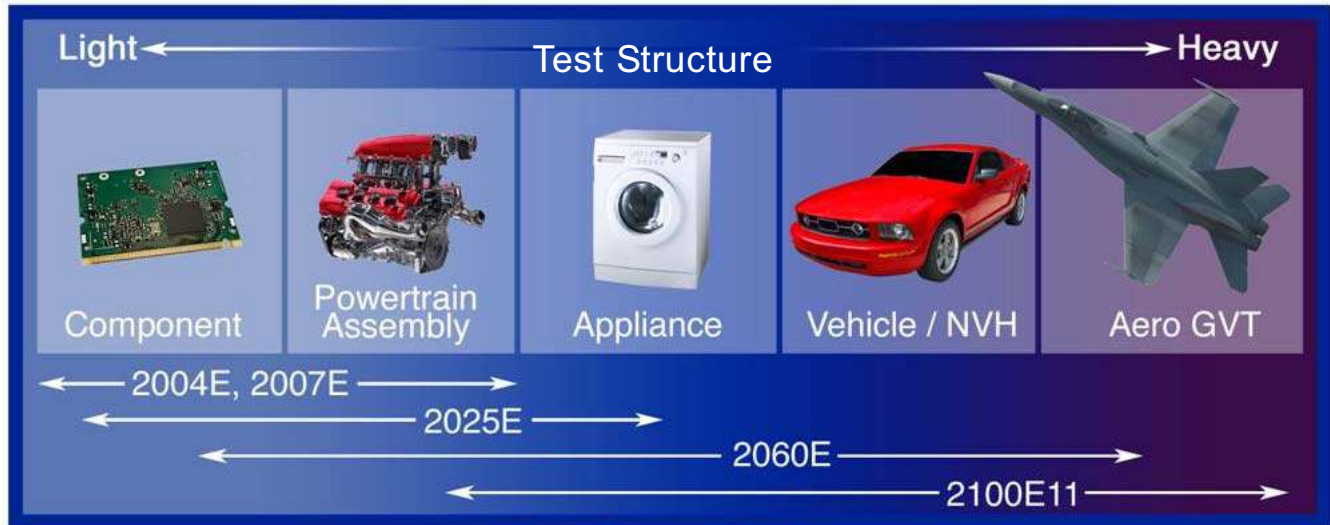 Light Test Structure Heavy
Component
Powertrain
Assembly
Appliance
Vehicle / NVH
Aero GVT
2004E, 2007E
2025E
2060E
2100E11